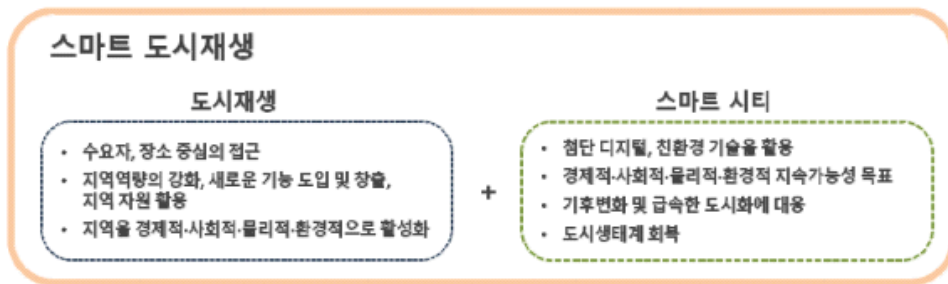 스마트 도시재생
도시재생
• 수요자, 장소 중심의 접근
• 지역역량의 강화, 새로운 기능 도입 및 창출,
지역 자원 활용
• 지역을 경제적·사회적·물리적·환경적으로 활성화
+
스마트 시티
• 첨단 디지털, 친환경 기술을 활용
• 경제적·사회적·물리적·환경적 지속가능성 목표
• 기후변화 및 급속한 도시화에 대응
• 도시생태계 회복